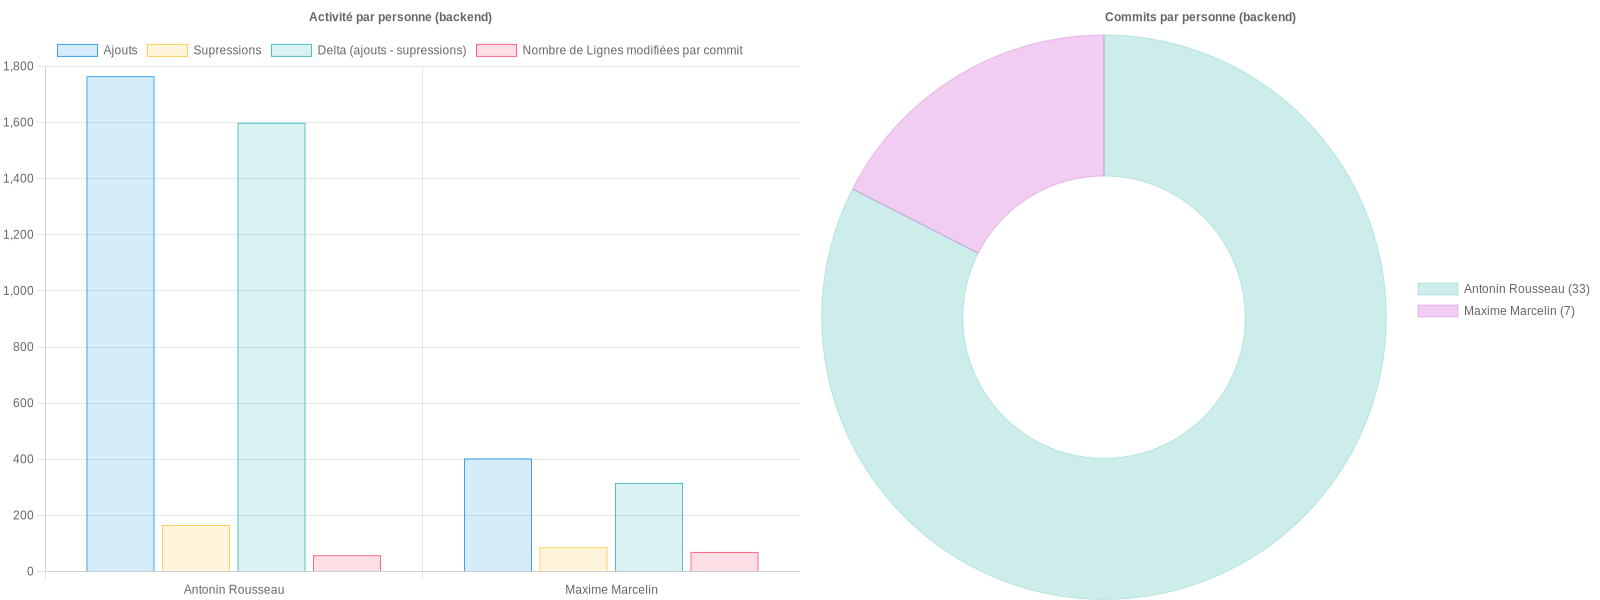 Activité par personne (backend)
Ajouts
Supressions
Delta (ajouts - supressions)
Nombre de Lignes modifiées par commit
1,800
1,600
1,400
1,200
1,000
800
600
400
200
0
Antonin Rousseau
Maxime Marcelin
Commits par personne (backend)
Antonin Rousseau (33)
Maxime Marcelin (7)